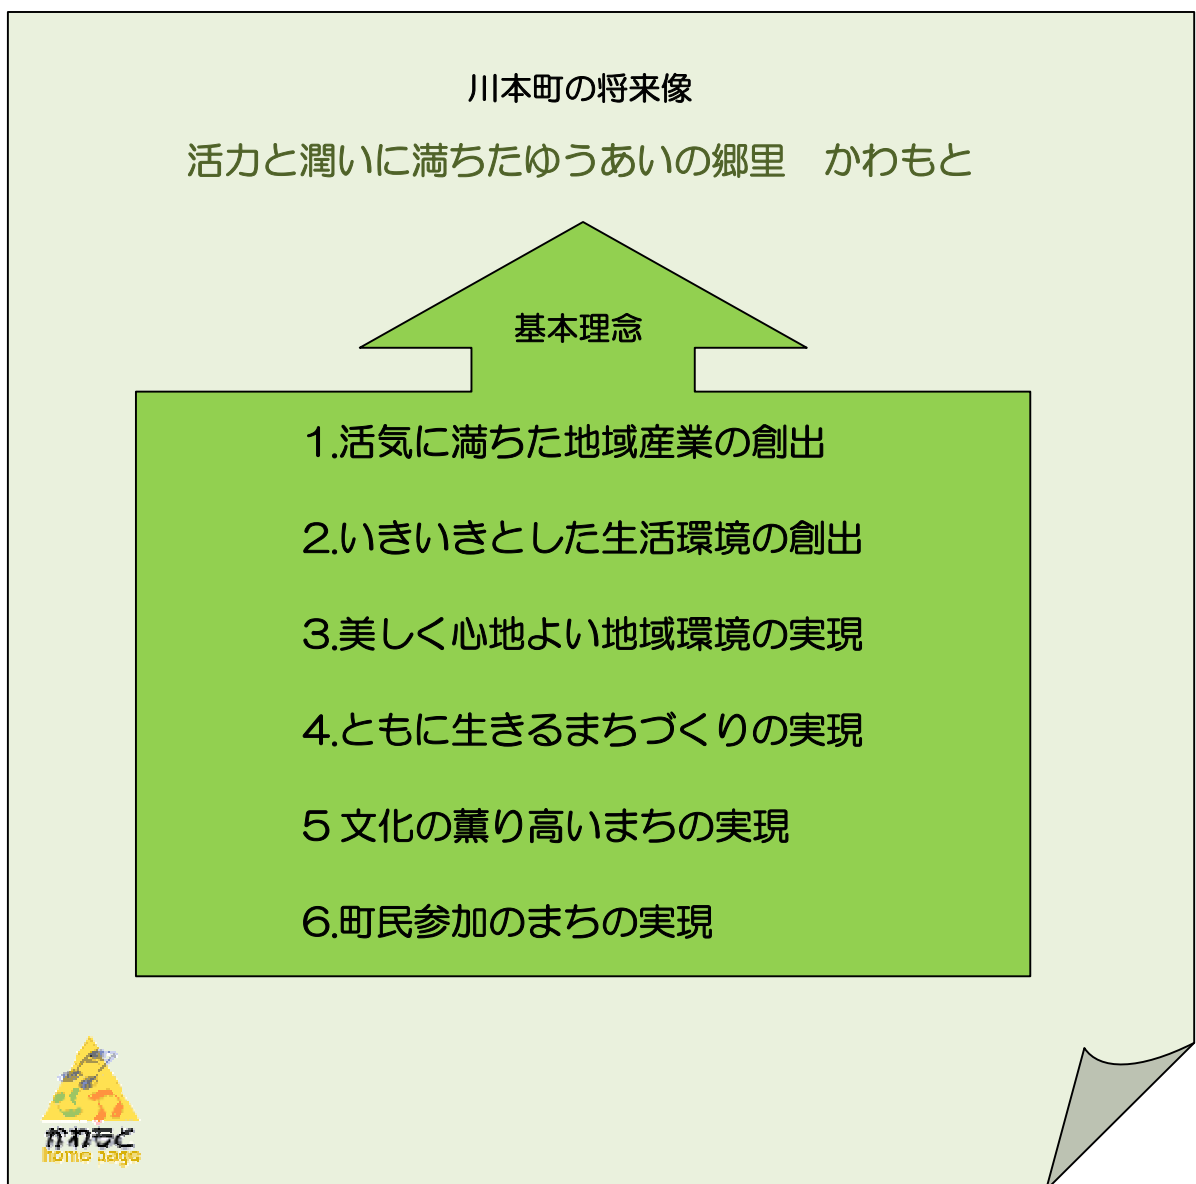 川本町の将来像
活力と潤いに満ちたゆうあいの郷里　かわもと
基本理念
１.活気に満ちた地域産業の創出
２.いきいきとした生活環境の創出
３.美しく心地よい地域環境の実現
４.ともに生きるまちづくりの実現
５ 文化の薫り高いまちの実現
６.町民参加のまちの実現
かわもと
home page